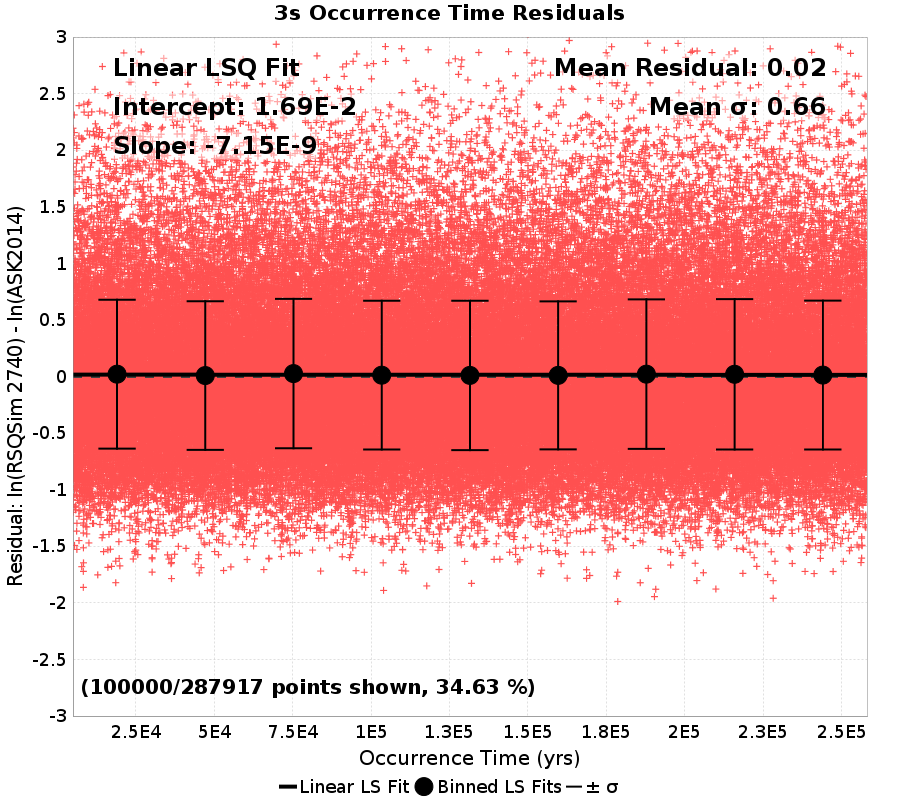 3s Occurrence Time Residuals
Linear LSQ Fit
Intercept: 1.69E-2
Slope: -7.15E-9
Mean Residual: 0.02
Mean σ: 0.66
Residual: ln(RSQSim 2740) - ln(ASK2014)
3
2.5
2
1.5
1
0.5
0
-0.5
-1
-1.5
-2
-2.5
-3
(100000/287917 points shown, 34.63 %)
2.5E4 5E4 7.5E4 1E5 1.3E5 1.5E5 1.8E5 2E5 2.3E5 2.5E5
Occurrence Time (yrs)
Linear LS Fit Binned LS Fits ± σ